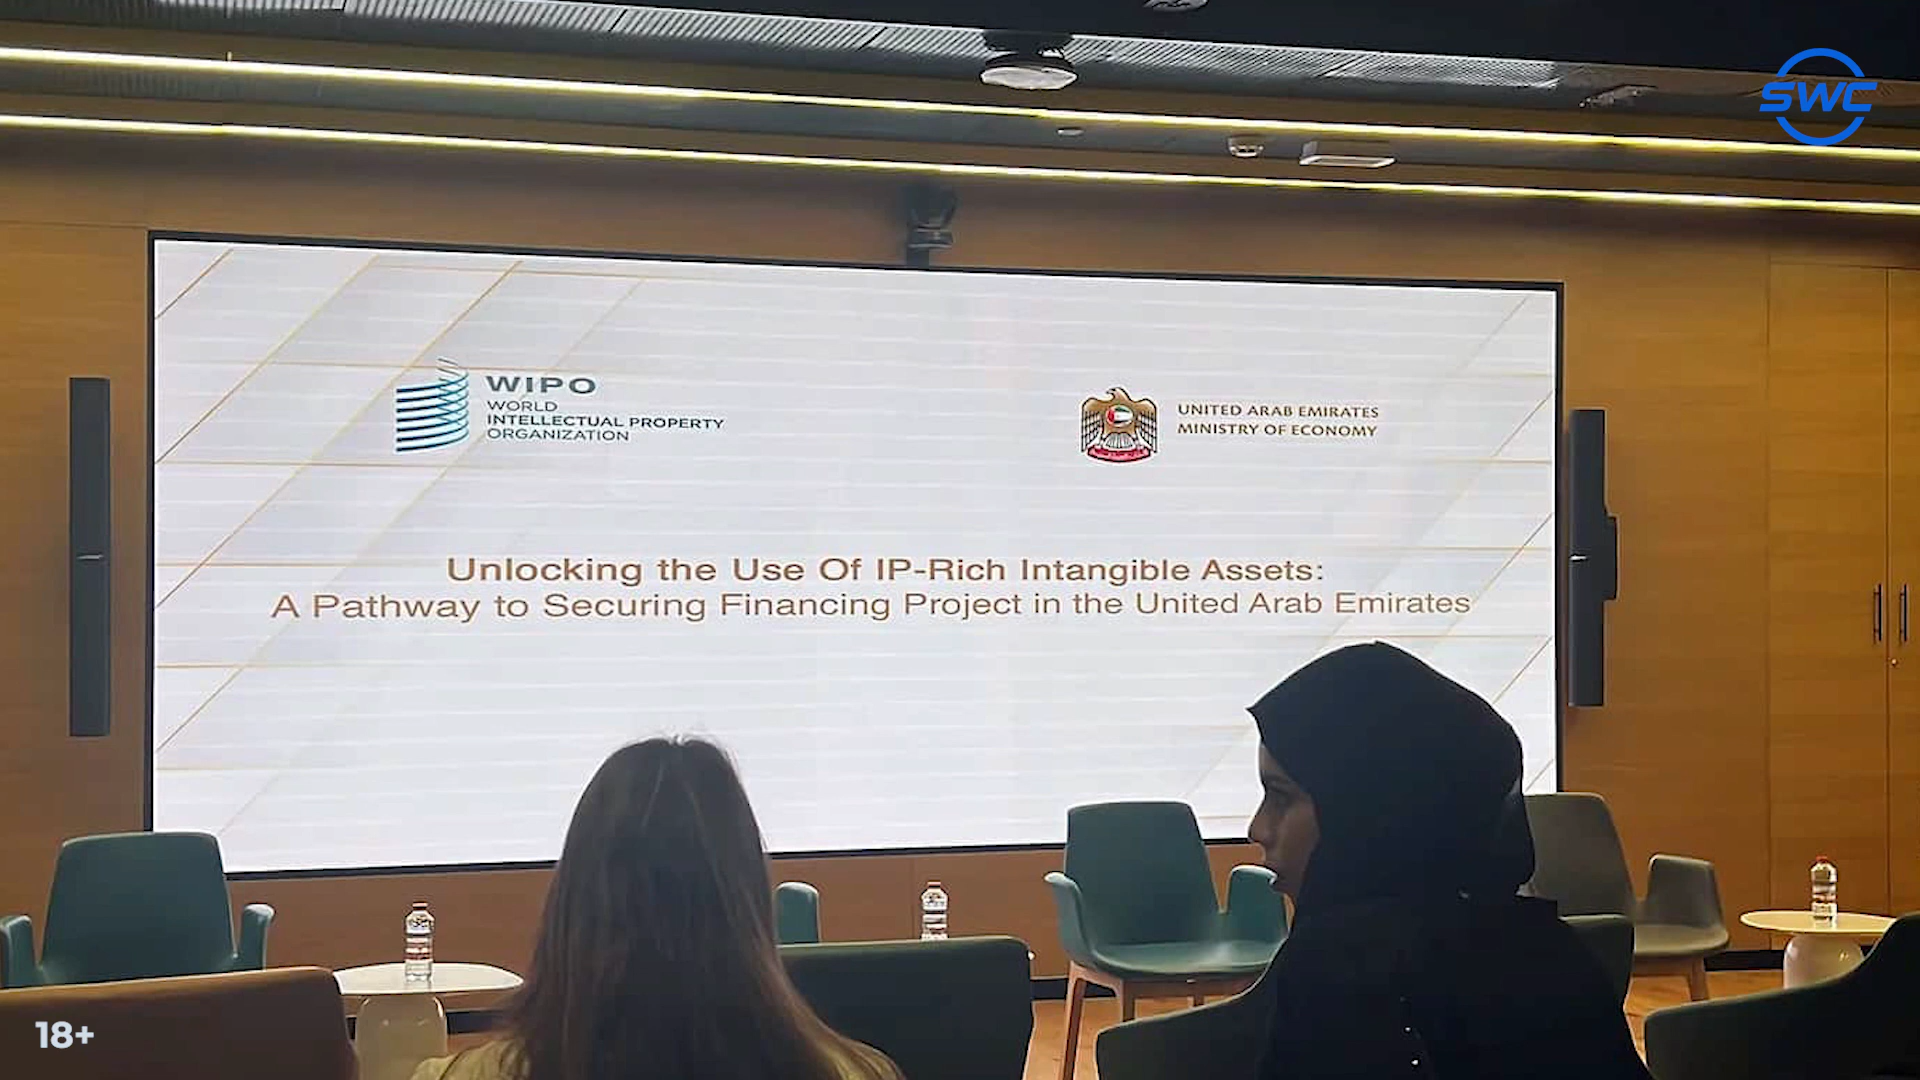 SWC
WIPO
WORLD
INTELLECTUAL PROPERTY
ORGANIZATION
UNITED ARAB EMIRATES
MINISTRY OF ECONOMY
Unlocking the Use Of IP-Rich Intangible Assets:
A Pathway to Securing Financing Project in the United Arab Emirates
18+